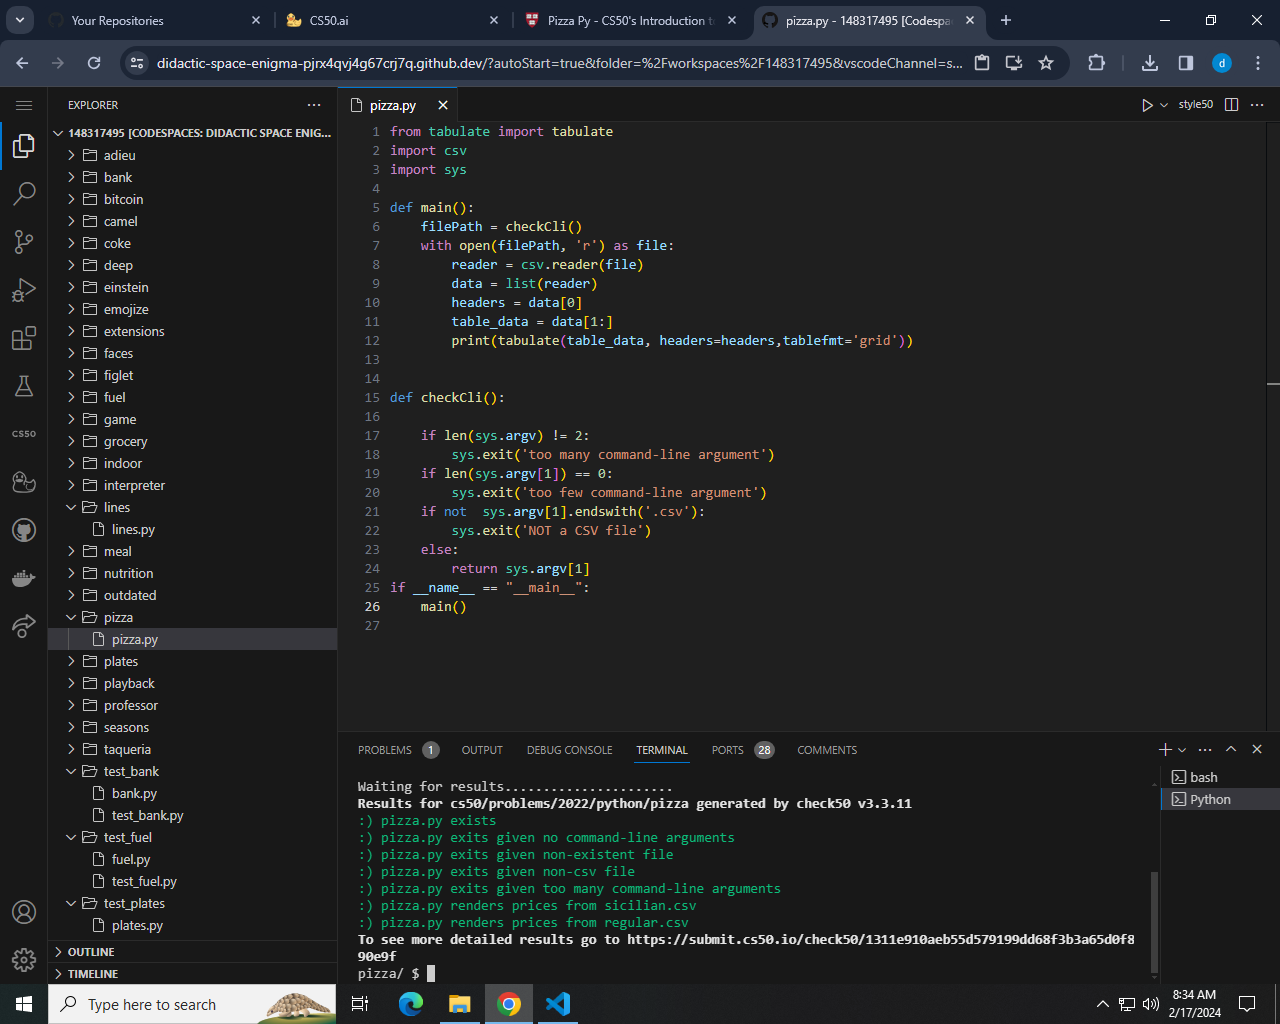 Your Repositories
CS50.ai
Pizza Py - CS50's Introduction t
pizza.py - 148317495 [Codespac
didactic-space-enigma-pjrx4qvj4g67crj7q.github.dev/?autoStart=true&folder=%2Fworkspaces%2F148317495&vscodeChannel=s...
d
EXPLORER
148317495 [CODESPACES: DIDACTIC SPACE ENIG...
adieu
bank
bitcoin
camel
coke
deep
einstein
emojize
extensions
faces
figlet
fuel
game
grocery
indoor
interpreter
lines
lines.py
meal
nutrition
outdated
pizza
pizza.py
plates
playback
professor
seasons
taqueria
test_bank
bank.py
test_bank.py
test_fuel
fuel.py
test_fuel.py
test_plates
plates.py
OUTLINE
TIMELINE
CS50
pizza.py
style50
1 from tabulate import tabulate
2 import csv
3 import sys
4
5 def main():
6 filePath = checkCli()
7 with open(filePath, 'r') as file:
8 reader = csv.reader(file)
9 data = list(reader)
10 headers = data[0]
11 table_data = data[1:]
12 print(tabulate(table_data, headers=headers,tablefmt='grid'))
13
14
15 def checkCli():
16
17 if len(sys.argv) != 2:
18 sys.exit('too many command-line argument')
19 if len(sys.argv[1]) == 0:
20 sys.exit('too few command-line argument')
21 if not  sys.argv[1].endswith('.csv'):
22 sys.exit('NOT a CSV file')
23 else:
24 return sys.argv[1]
25 if __name__ == "__main__":
26 main()
27
PROBLEMS 1 OUTPUT DEBUG CONSOLE TERMINAL PORTS 28 COMMENTS
Waiting for results......................
Results for cs50/problems/2022/python/pizza generated by check50 v3.3.11
:) pizza.py exists
:) pizza.py exits given no command-line arguments
:) pizza.py exits given non-existent file
:) pizza.py exits given non-csv file
:) pizza.py exits given too many command-line arguments
:) pizza.py renders prices from sicilian.csv
:) pizza.py renders prices from regular.csv
To see more detailed results go to https://submit.cs50.io/check50/1311e910aeb55d579199dd68f3b3a65d0f8
90e9f
pizza/ $
bash
Python
Type here to search
8:34 AM
2/17/2024